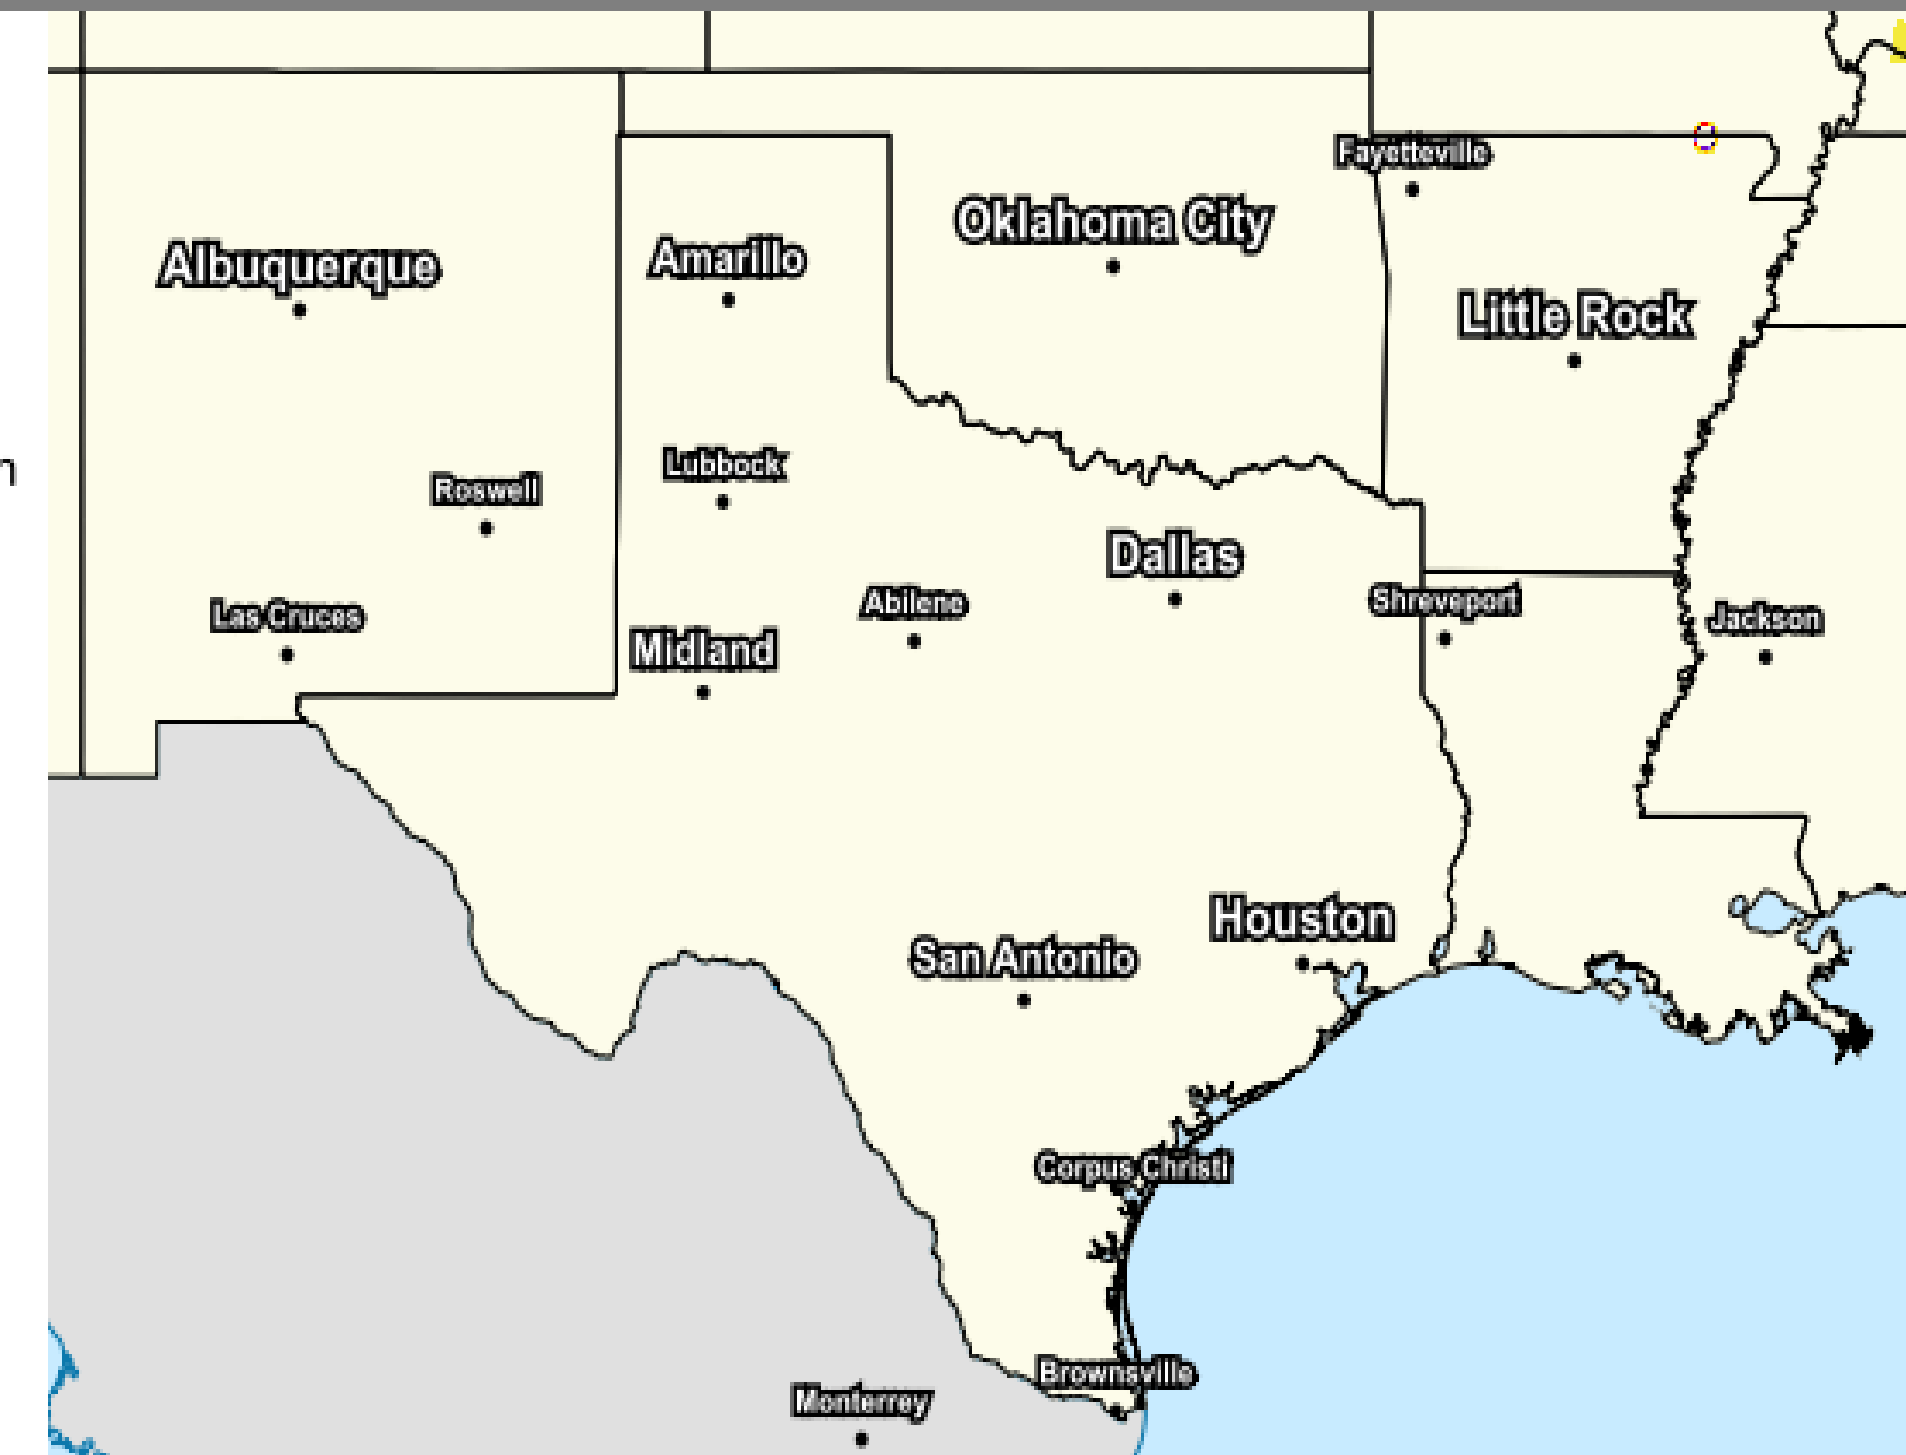 Fayetteville
Oklahoma City
Albuquerque
Amarillo
Little Rock
Lubbock
n
Roswell
Dallas
Abilene
Shreveport
Las Cruces
Jackson
Midland
Houston
San Antonio
Corpus Christi
Brownsville
Monterrey